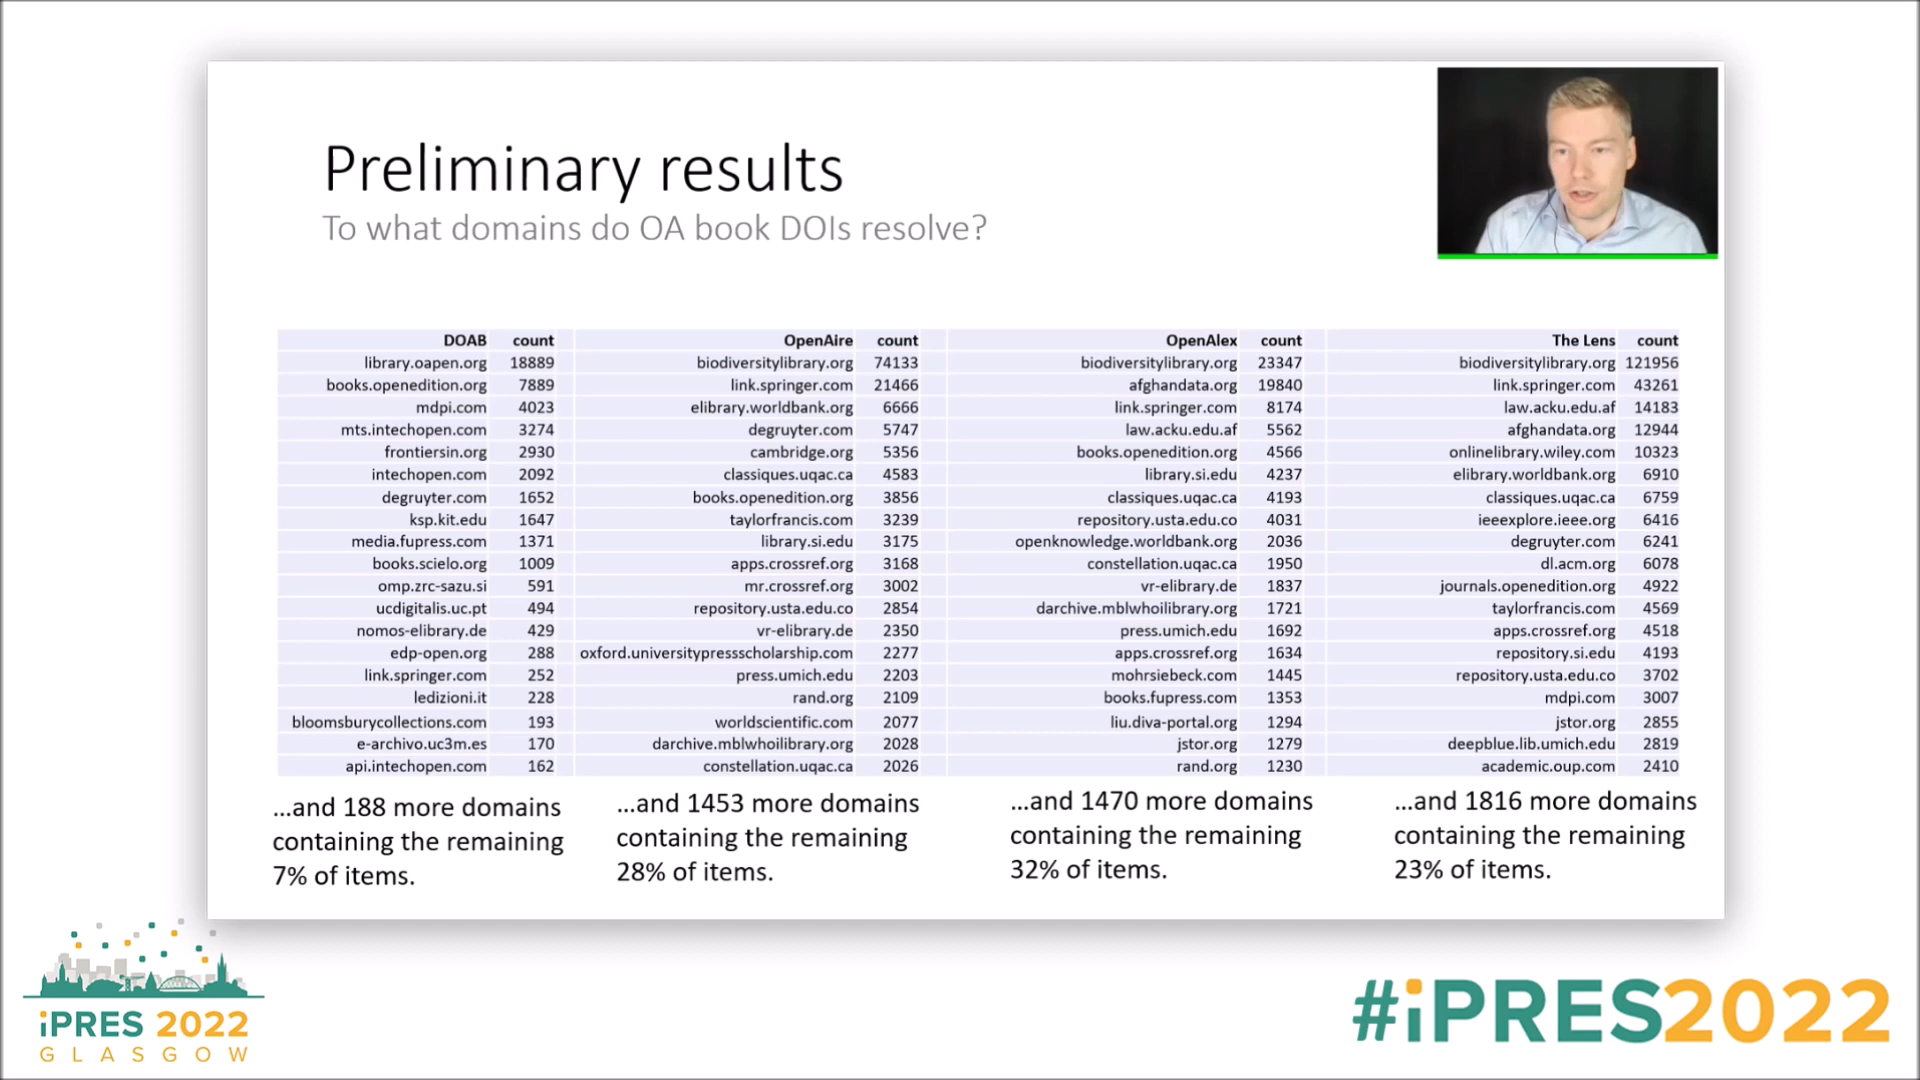 Preliminary results
To what domains do OA book DOIs resolve?
DOAB count OpenAire count OpenAlex count The Lens count
library.oapen.org 18889 biodiversitylibrary.org 74133 biodiversitylibrary.org 23347 biodiversitylibrary.org 121956
books.openedition.org 7889 link.springer.com 21466 afghandata.org 19840 link.springer.com 43261
mdpi.com 4023 elibrary.worldbank.org 6666 link.springer.com 8174 law.acku.edu.af 14183
mts.intechopen.com 3274 degruyter.com 5747 law.acku.edu.af 5562 afghandata.org 12944
frontiersin.org 2930 cambridge.org 5356 books.openedition.org 4566 onlinelibrary.wiley.com 10323
intechopen.com 2092 classiques.uqac.ca 4583 library.si.edu 4237 elibrary.worldbank.org 6910
degruyter.com 1652 books.openedition.org 3856 classiques.uqac.ca 4193 classiques.uqac.ca 6759
ksp.kit.edu 1647 taylorfrancis.com 3239 repository.usta.edu.co 4031 ieeexplore.ieee.org 6416
media.fupress.com 1371 library.si.edu 3175 openknowledge.worldbank.org 2036 degruyter.com 6241
books.scielo.org 1009 apps.crossref.org 3168 constellation.uqac.ca 1950 dl.acm.org 6078
omp.zrc-sazu.si 591 mr.crossref.org 3002 vr-elibrary.de 1837 journals.openedition.org 4922
ucdigitalis.uc.pt 494 repository.usta.edu.co 2854 darchive.mblwhoilibrary.org 1721 taylorfrancis.com 4569
nomos-elibrary.de 429 vr-elibrary.de 2350 press.umich.edu 1692 apps.crossref.org 4518
edp-open.org 288 oxford.universitypressscholarship.com 2277 apps.crossref.org 1634 repository.si.edu 4193
link.springer.com 252 press.umich.edu 2203 mohrsiebeck.com 1445 repository.usta.edu.co 3702
ledizioni.it 228 rand.org 2109 books.fupress.com 1353 mdpi.com 3007
bloomsburycollections.com 193 worldscientific.com 2077 liu.diva-portal.org 1294 jstor.org 2855
e-archivo.uc3m.es 170 darchive.mblwhoilibrary.org 2028 jstor.org 1279 deepblue.lib.umich.edu 2819
api.intechopen.com 162 constellation.uqac.ca 2026 rand.org 1230 academic.oup.com 2410
...and 188 more domains
containing the remaining
7% of items.
...and 1453 more domains
containing the remaining
28% of items.
...and 1470 more domains
containing the remaining
32% of items.
...and 1816 more domains
containing the remaining
23% of items.
iPRES 2022
GLASGOW
#iPRES2022